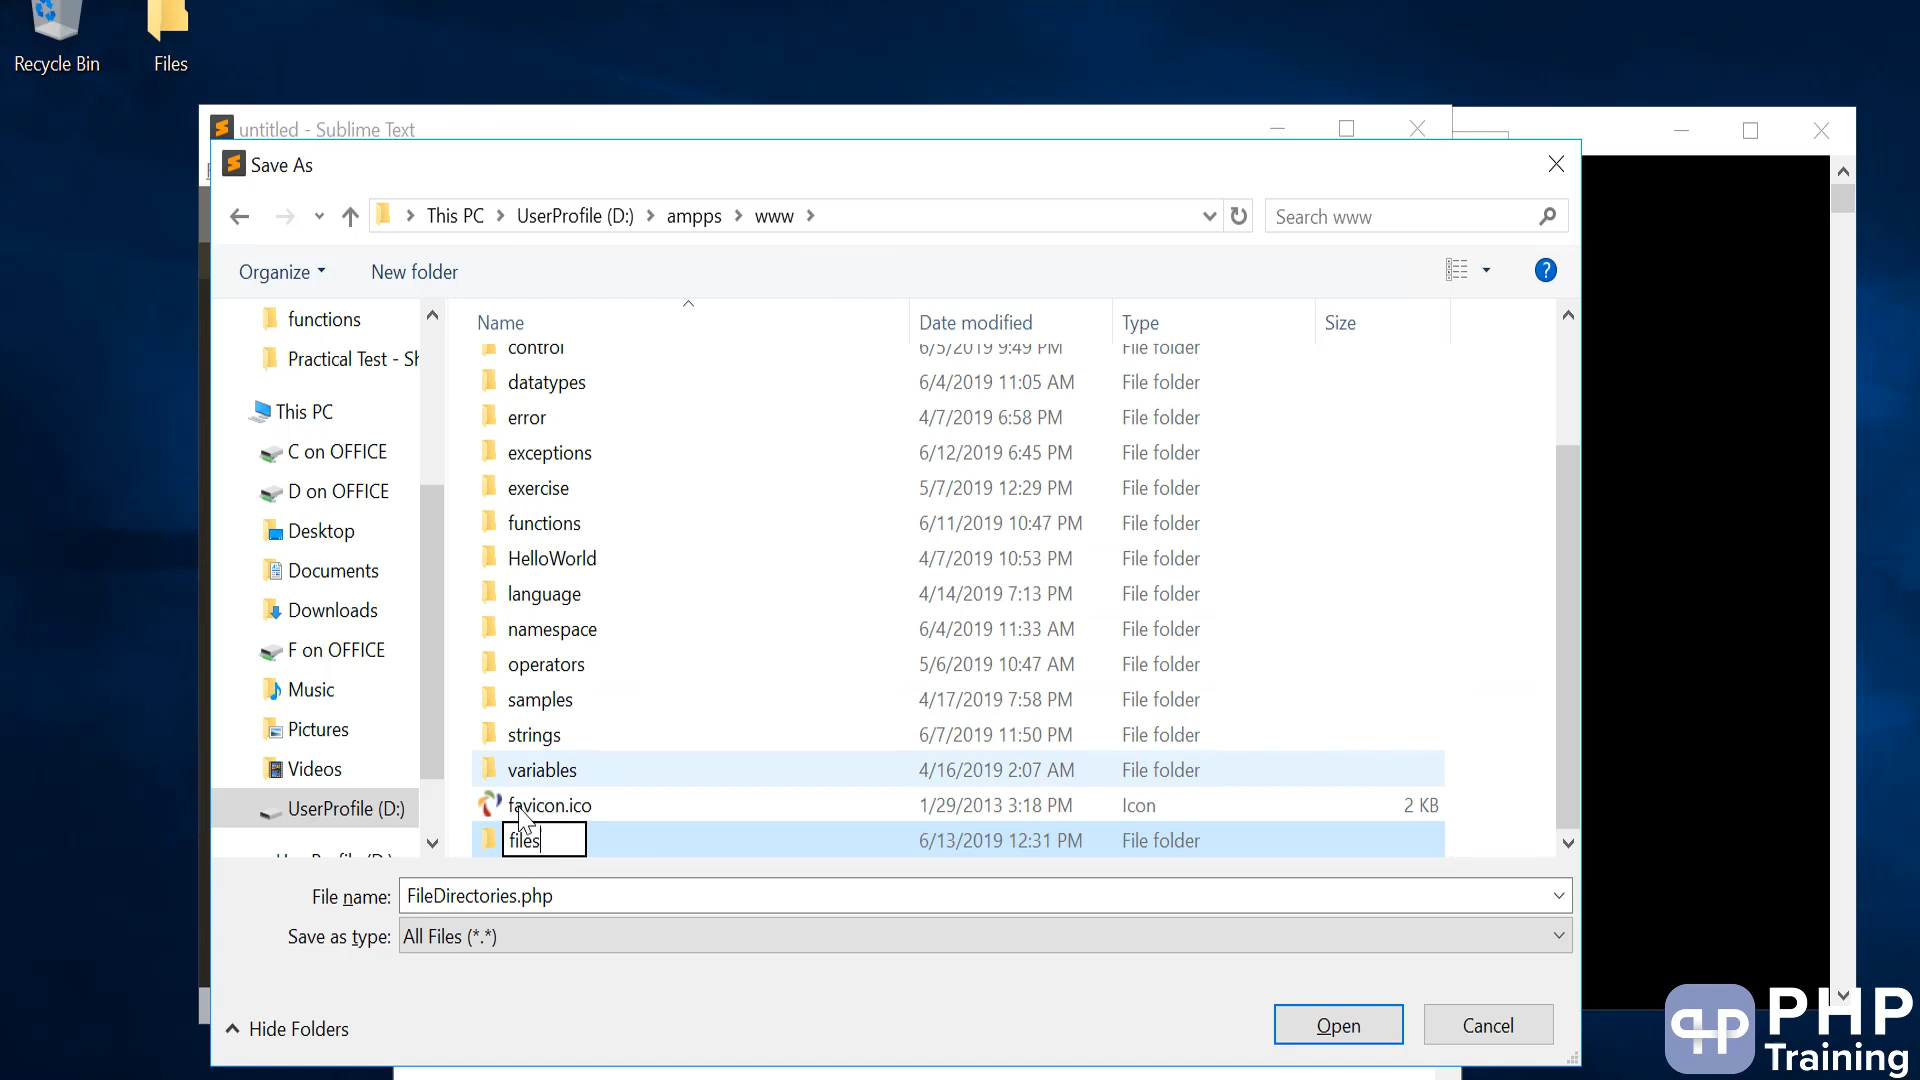 Recycle Bin
Files
untitled - Sublime Text
Save As
This PC
UserProfile (D:)
ampps
www
Search www
Organize
New folder
functions
Practical Test - Sh
This PC
C on OFFICE
D on OFFICE
Desktop
Documents
Downloads
F on OFFICE
Music
Pictures
Videos
UserProfile (D:)
Name Date modified Type Size
control 6/5/2019 9:49 PM File folder
datatypes 6/4/2019 11:05 AM File folder
error 4/7/2019 6:58 PM File folder
exceptions 6/12/2019 6:45 PM File folder
exercise 5/7/2019 12:29 PM File folder
functions 6/11/2019 10:47 PM File folder
HelloWorld 4/7/2019 10:53 PM File folder
language 4/14/2019 7:13 PM File folder
namespace 6/4/2019 11:33 AM File folder
operators 5/6/2019 10:47 AM File folder
samples 4/17/2019 7:58 PM File folder
strings 6/7/2019 11:50 PM File folder
variables 4/16/2019 2:07 AM File folder
favicon.ico 1/29/2013 3:18 PM Icon 2 KB
files 6/13/2019 12:31 PM File folder
File name: FileDirectories.php
Save as type: All Files (*.*)
Hide Folders
Open
Cancel
PHP
Training